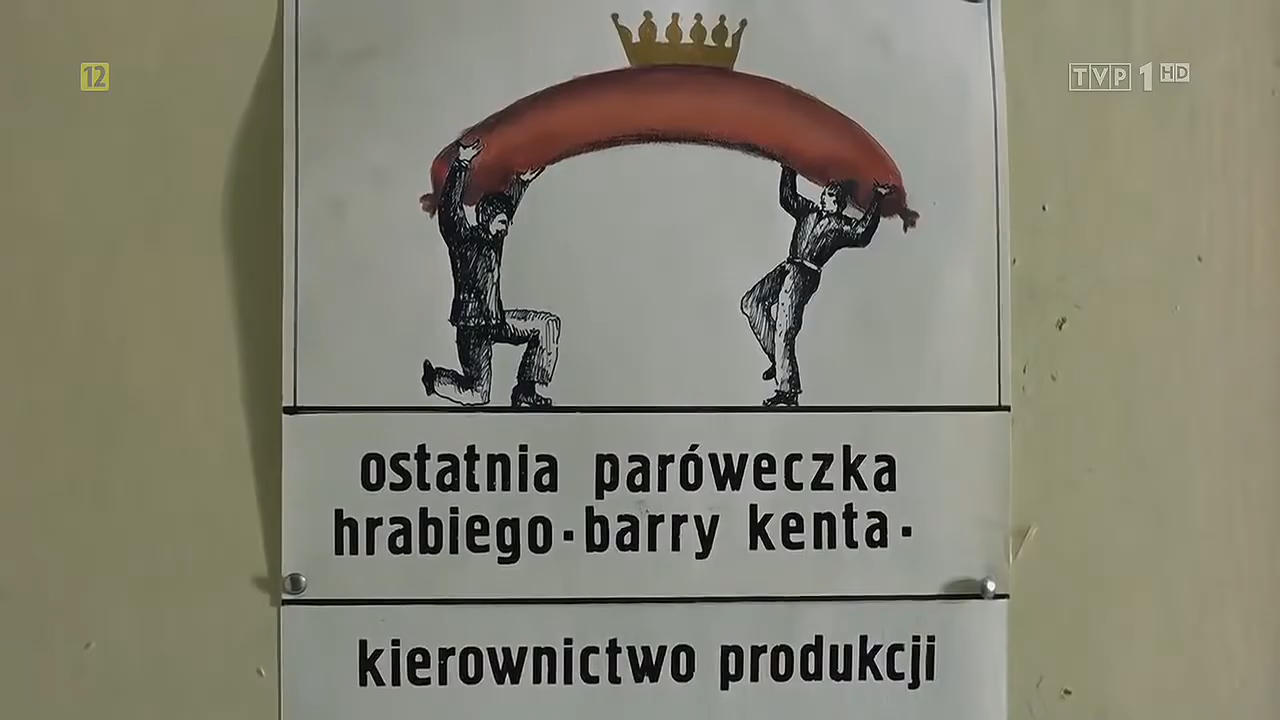 12
TVP 1 HD
ostatnia paróweczka
hrabiego·barry kenta·
kierownictwo produkcji